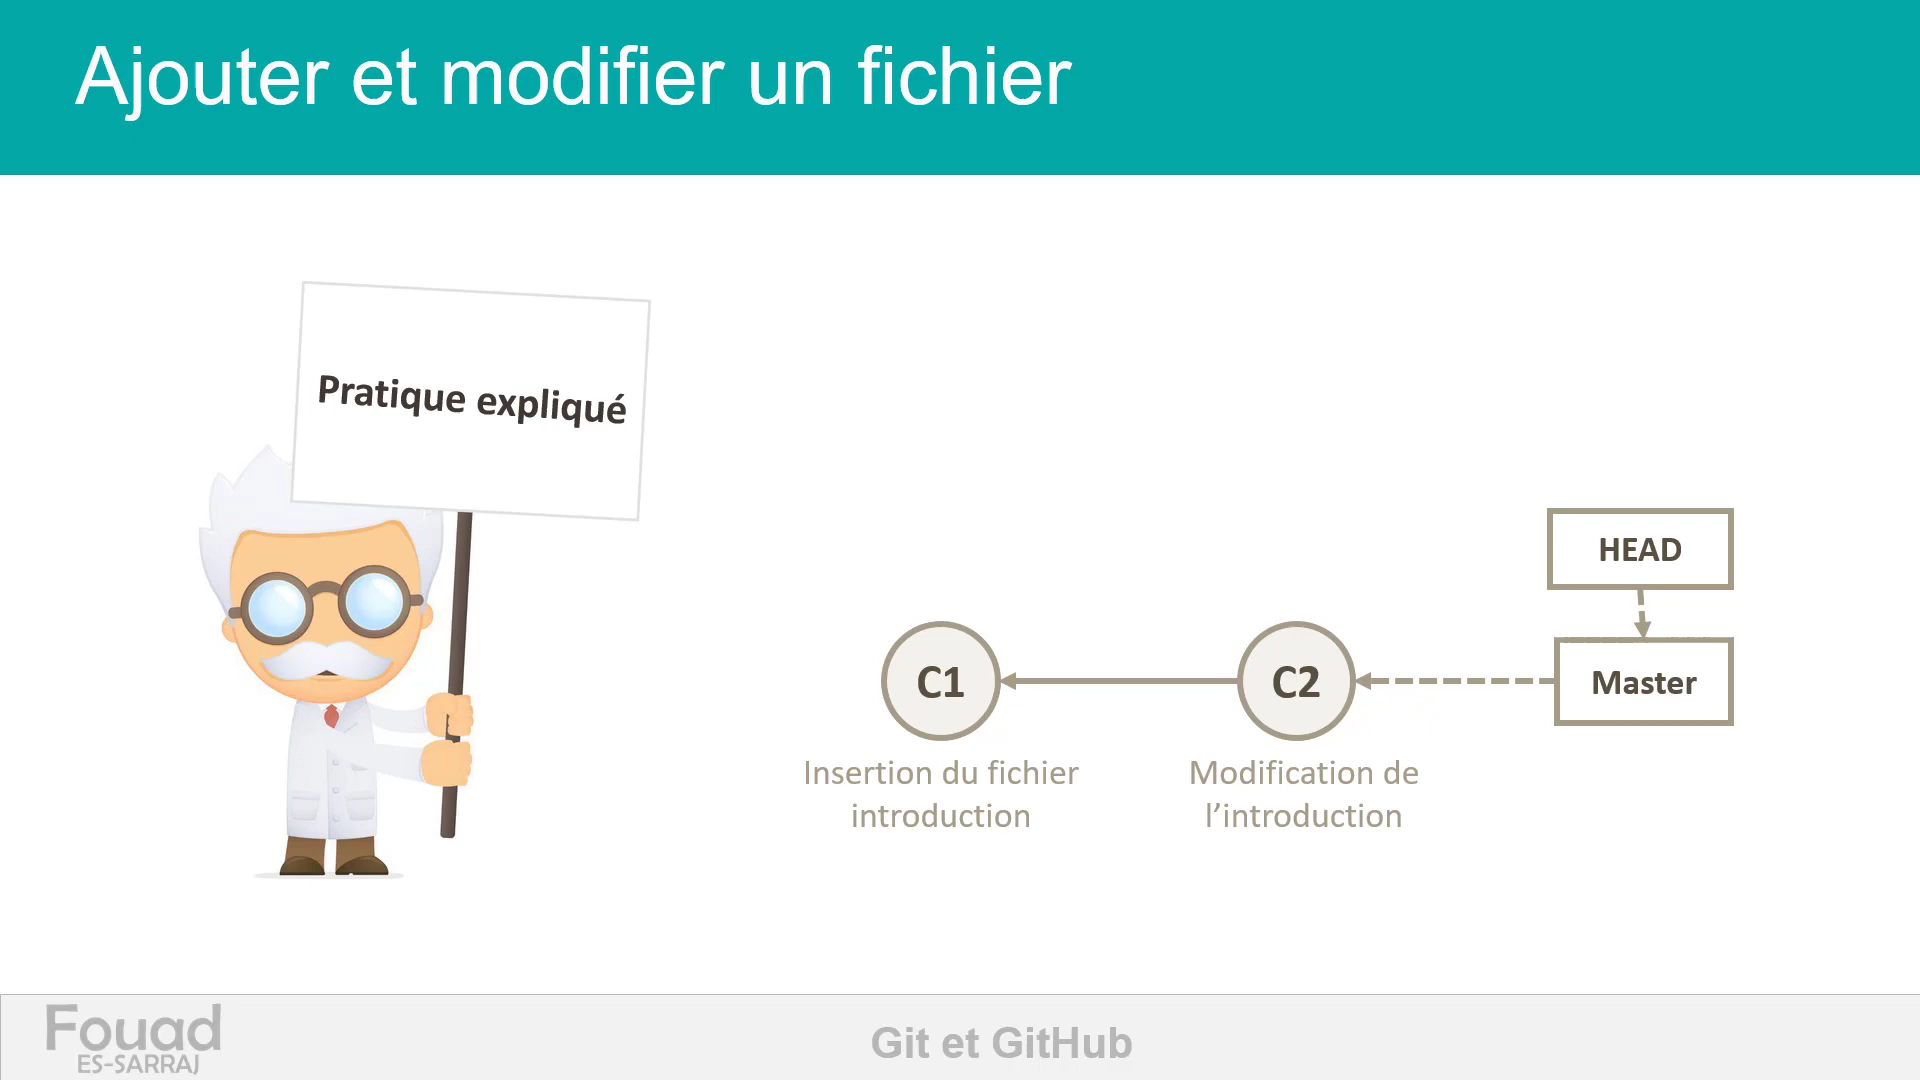 Ajouter et modifier un fichier
Pratique expliqué
HEAD
C1
C2
Master
Insertion du fichier
introduction
Modification de
l’introduction
Fouad
ES-SARRAJ
Git et GitHub